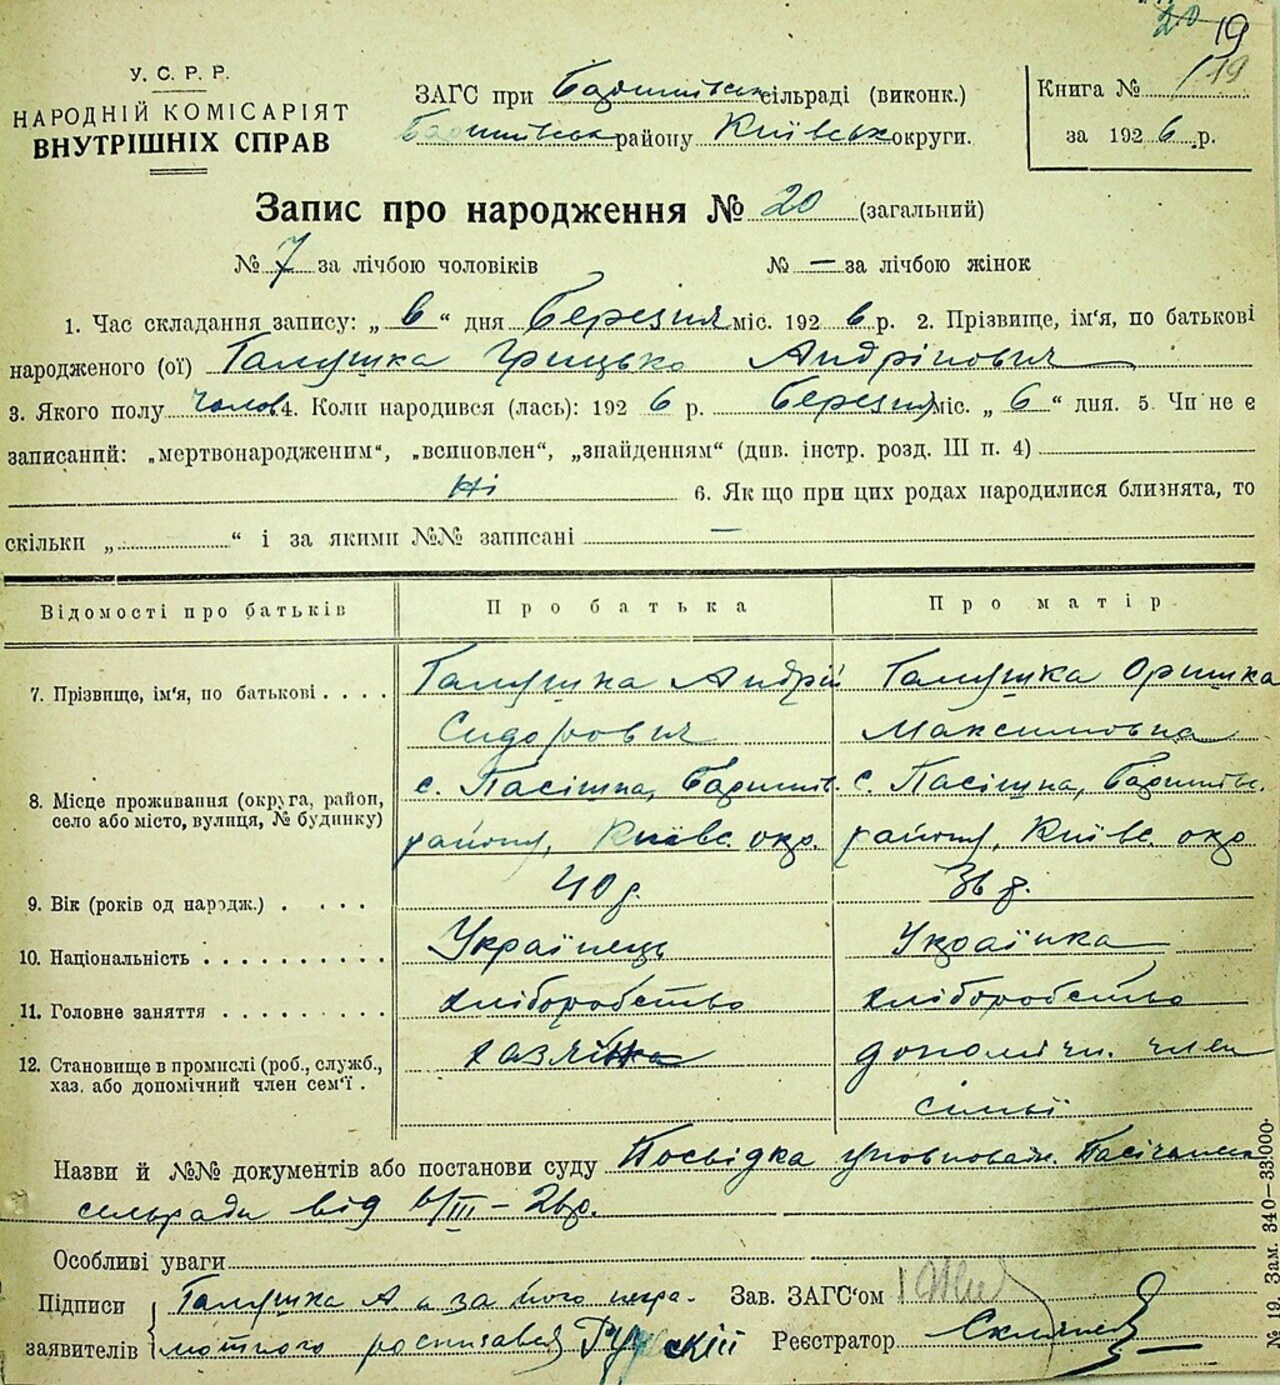 20 19
У. С. Р. Р.
НАРОДНІЙ КОМІСАРІЯТ
ВНУТРІШНІХ СПРАВ
ЗАГС при сільраді (виконк.)
району Київськ округи.
Книга № 19
за 1926 р.
Запис про народження № 20 (загальний)
№ 7 за лічбою чоловіків № — за лічбою жінок
1. Час складання запису: „ 6 “ дня березня міс. 1926 р. 2. Прізвище, ім'я, по батькові
народженого (ої) Галушка Грицько Андрійович
3. Якого полу чолов 4. Коли народився (лась): 1926 р. березня міс. „ 6 “ дня. 5. Чи не є
записаний: „мертвонародженим“, „всиновлен“, „знайденням“ (див. інстр. розд. III п. 4)
Ні 6. Як що при цих родах народилися близнята, то
скільки „ “ і за якими №№ записані —
Відомості про батьків Про батька Про матір
7. Прізвище, ім'я, по батькові . . . . Галушка Андрій Галушка Оришка
Сидорович Максимовна
8. Місце проживання (округа, район, с. Пасішна, Баришів. с. Пасішна, Баришівс.
село або місто, вулиця, № будинку) району, Київс. окр. району, Київс. окр
9. Вік (років од народж.) . . . . 40 р. 36 р.
10. Національність . . . . . . . . . . Українець Українка
11. Головне заняття . . . . . . . . . хліборобство хліборобство
12. Становище в промислі (роб., служб., хазяїн допоміжн. член
хаз. або допомічний член сем'ї . сімьї
Назви й №№ документів або постанови суду Посвідка уповноваж.
сельради від 6/III – 26р.
Особливі уваги
Підписи Галушка А. а за його негра- Зав. ЗАГС'ом
заявителів мотного росписався Реєстратор
№ 19. Зам. 340—33.000.